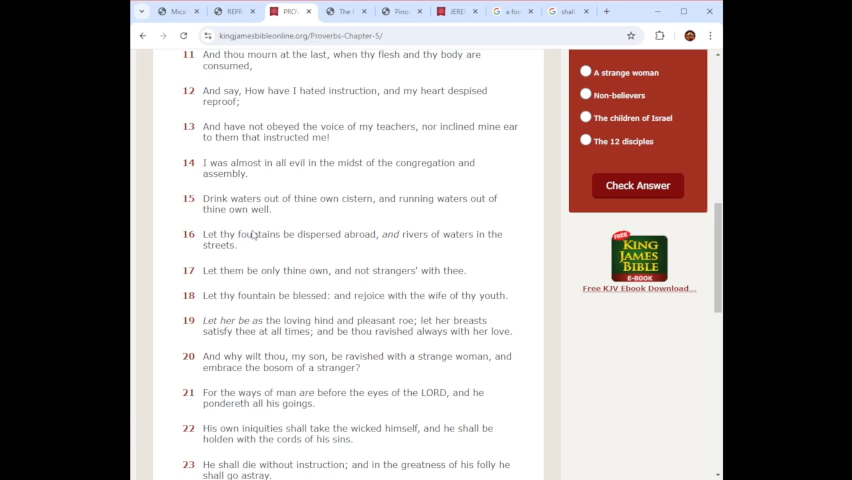 Mical
REPR
PROV
The I
Pinoc
JEREI
a foc
shall
kingjamesbibleonline.org/Proverbs-Chapter-5/
11 And thou mourn at the last, when thy flesh and thy body are
consumed,
12 And say, How have I hated instruction, and my heart despised
reproof;
13 And have not obeyed the voice of my teachers, nor inclined mine ear
to them that instructed me!
14 I was almost in all evil in the midst of the congregation and
assembly.
15 Drink waters out of thine own cistern, and running waters out of
thine own well.
16 Let thy fountains be dispersed abroad, and rivers of waters in the
streets.
17 Let them be only thine own, and not strangers' with thee.
18 Let thy fountain be blessed: and rejoice with the wife of thy youth.
19 Let her be as the loving hind and pleasant roe; let her breasts
satisfy thee at all times; and be thou ravished always with her love.
20 And why wilt thou, my son, be ravished with a strange woman, and
embrace the bosom of a stranger?
21 For the ways of man are before the eyes of the LORD, and he
pondereth all his goings.
22 His own iniquities shall take the wicked himself, and he shall be
holden with the cords of his sins.
23 He shall die without instruction; and in the greatness of his folly he
shall go astray.
A strange woman
Non-believers
The children of Israel
The 12 disciples
Check Answer
FREE
KING
JAMES
BIBLE
E-BOOK
Free KJV Ebook Download...